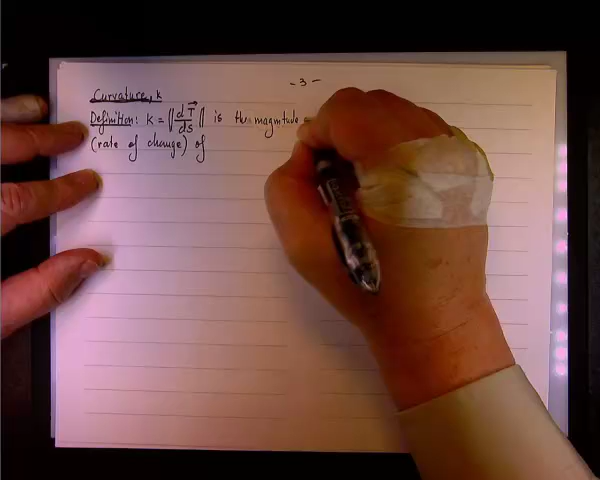 - 3 -
Curvature, k
Definition: k = ‖dT⃗/ds‖ is the magnitude =
(rate of change) of